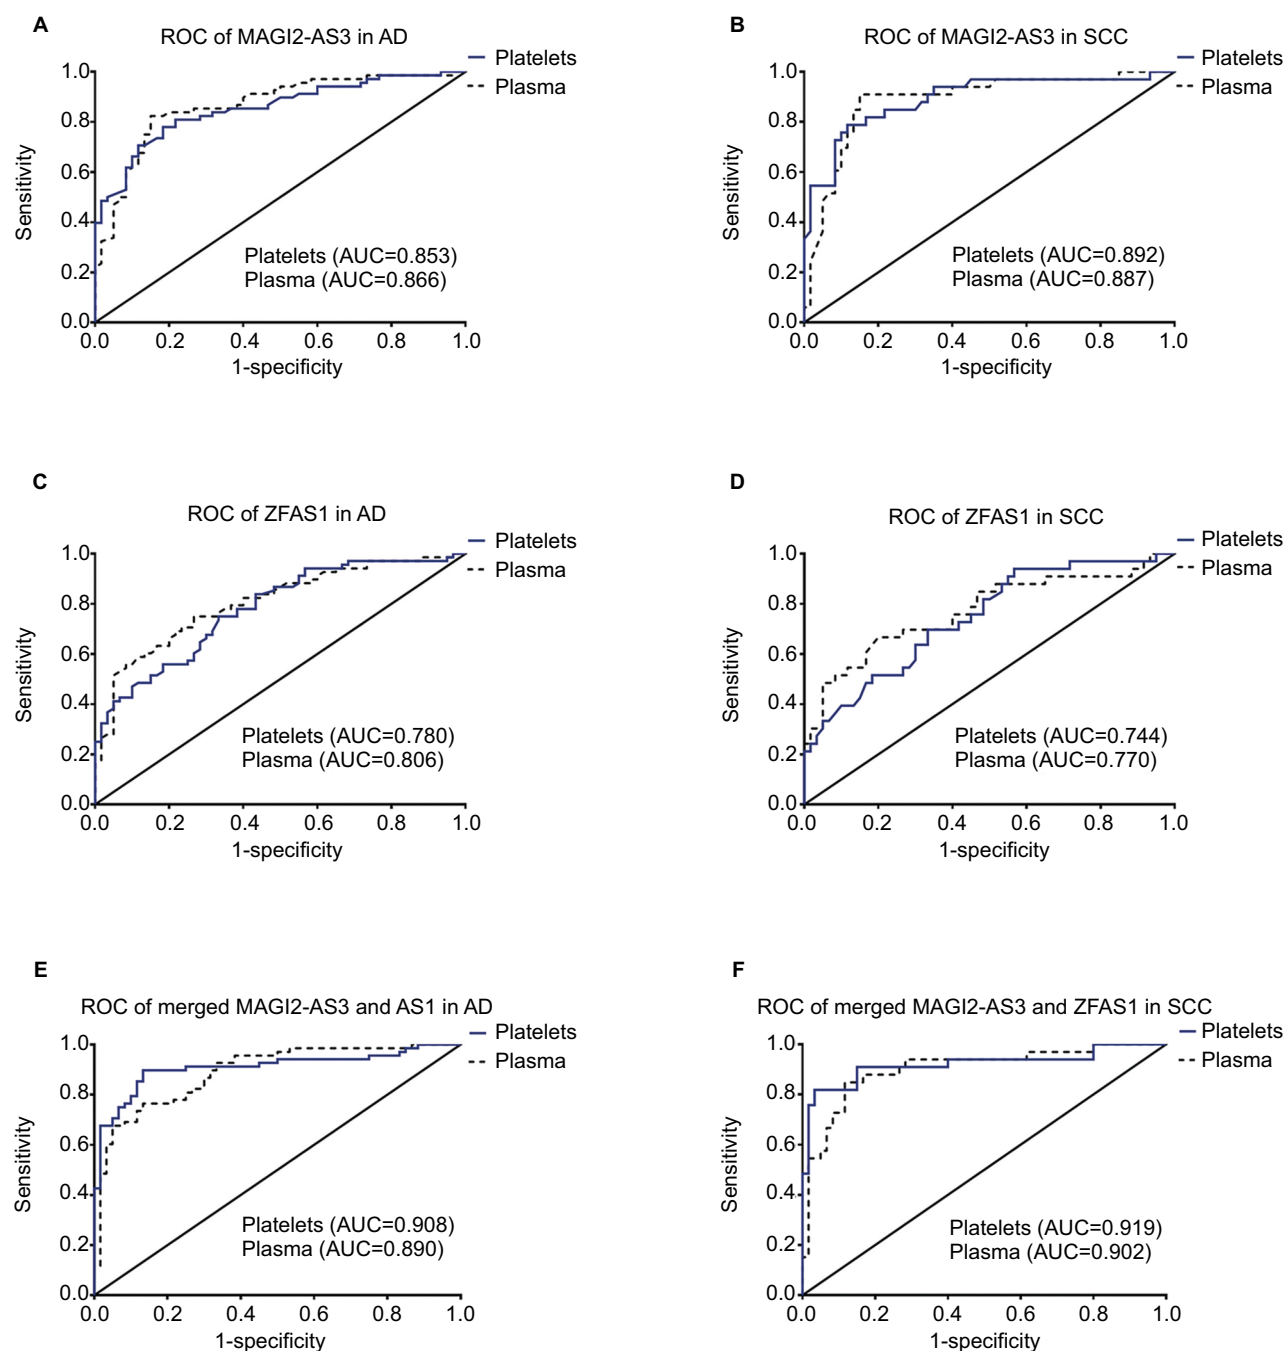 A
ROC of MAGI2-AS3 in AD
Platelets
Plasma
1.0
0.8
0.6
0.4
0.2
0.0
Sensitivity
Platelets (AUC=0.853)
Plasma (AUC=0.866)
0.0 0.2 0.4 0.6 0.8 1.0
1-specificity
B
ROC of MAGI2-AS3 in SCC
Platelets
Plasma
1.0
0.8
0.6
0.4
0.2
0.0
Sensitivity
Platelets (AUC=0.892)
Plasma (AUC=0.887)
0.0 0.2 0.4 0.6 0.8 1.0
1-specificity
C
ROC of ZFAS1 in AD
Platelets
Plasma
1.0
0.8
0.6
0.4
0.2
0.0
Sensitivity
Platelets (AUC=0.780)
Plasma (AUC=0.806)
0.0 0.2 0.4 0.6 0.8 1.0
1-specificity
D
ROC of ZFAS1 in SCC
Platelets
Plasma
1.0
0.8
0.6
0.4
0.2
0.0
Sensitivity
Platelets (AUC=0.744)
Plasma (AUC=0.770)
0.0 0.2 0.4 0.6 0.8 1.0
1-specificity
E
ROC of merged MAGI2-AS3 and AS1 in AD
Platelets
Plasma
1.0
0.8
0.6
0.4
0.2
0.0
Sensitivity
Platelets (AUC=0.908)
Plasma (AUC=0.890)
0.0 0.2 0.4 0.6 0.8 1.0
1-specificity
F
ROC of merged MAGI2-AS3 and ZFAS1 in SCC
Platelets
Plasma
1.0
0.8
0.6
0.4
0.2
0.0
Sensitivity
Platelets (AUC=0.919)
Plasma (AUC=0.902)
0.0 0.2 0.4 0.6 0.8 1.0
1-specificity